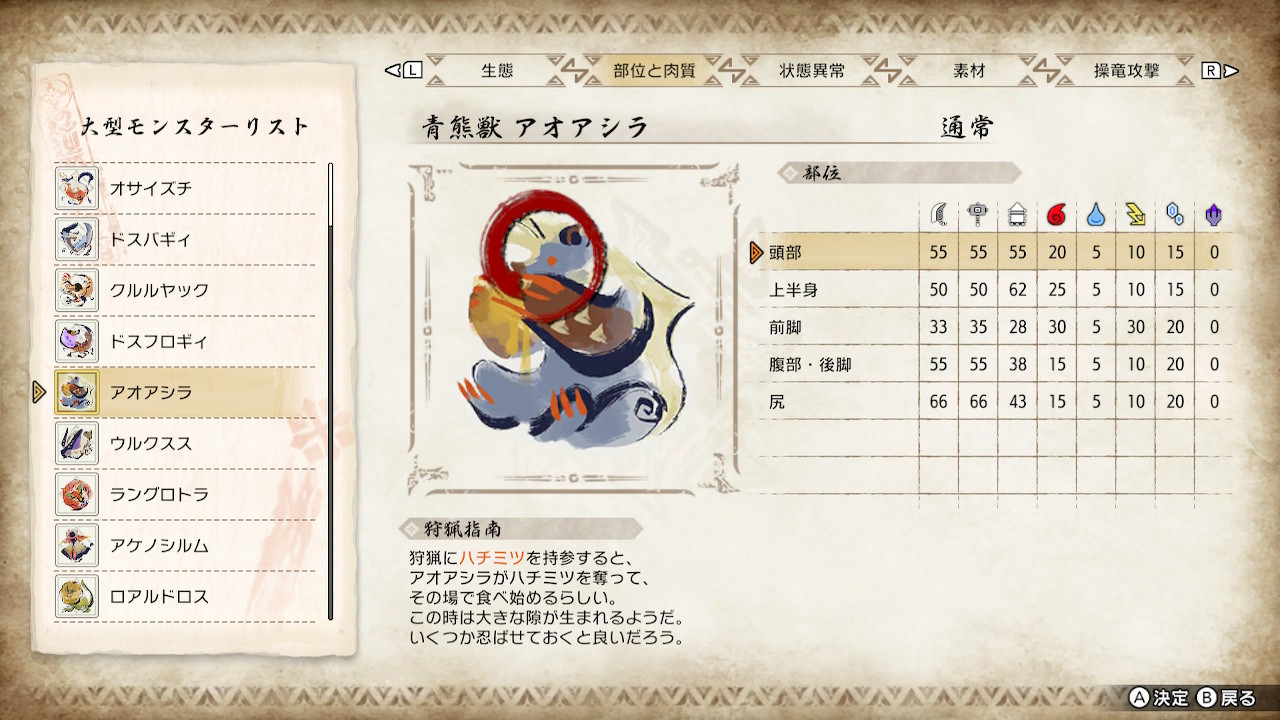 L 生態 部位と肉質 状態異常 素材 操竜攻撃 R
大型モンスターリスト
オサイズチ
ドスバギィ
クルルヤック
ドスフロギィ
アオアシラ
ウルクスス
ラングロトラ
アケノシルム
ロアルドロス
青熊獣 アオアシラ 通常
部位
頭部 55 55 55 20 5 10 15 0
上半身 50 50 62 25 5 10 15 0
前脚 33 35 28 30 5 30 20 0
腹部・後脚 55 55 38 15 5 10 20 0
尻 66 66 43 15 5 10 20 0
狩猟指南
狩猟にハチミツを持参すると、
アオアシラがハチミツを奪って、
その場で食べ始めるらしい。
この時は大きな隙が生まれるようだ。
いくつか忍ばせておくと良いだろう。
A 決定 B 戻る